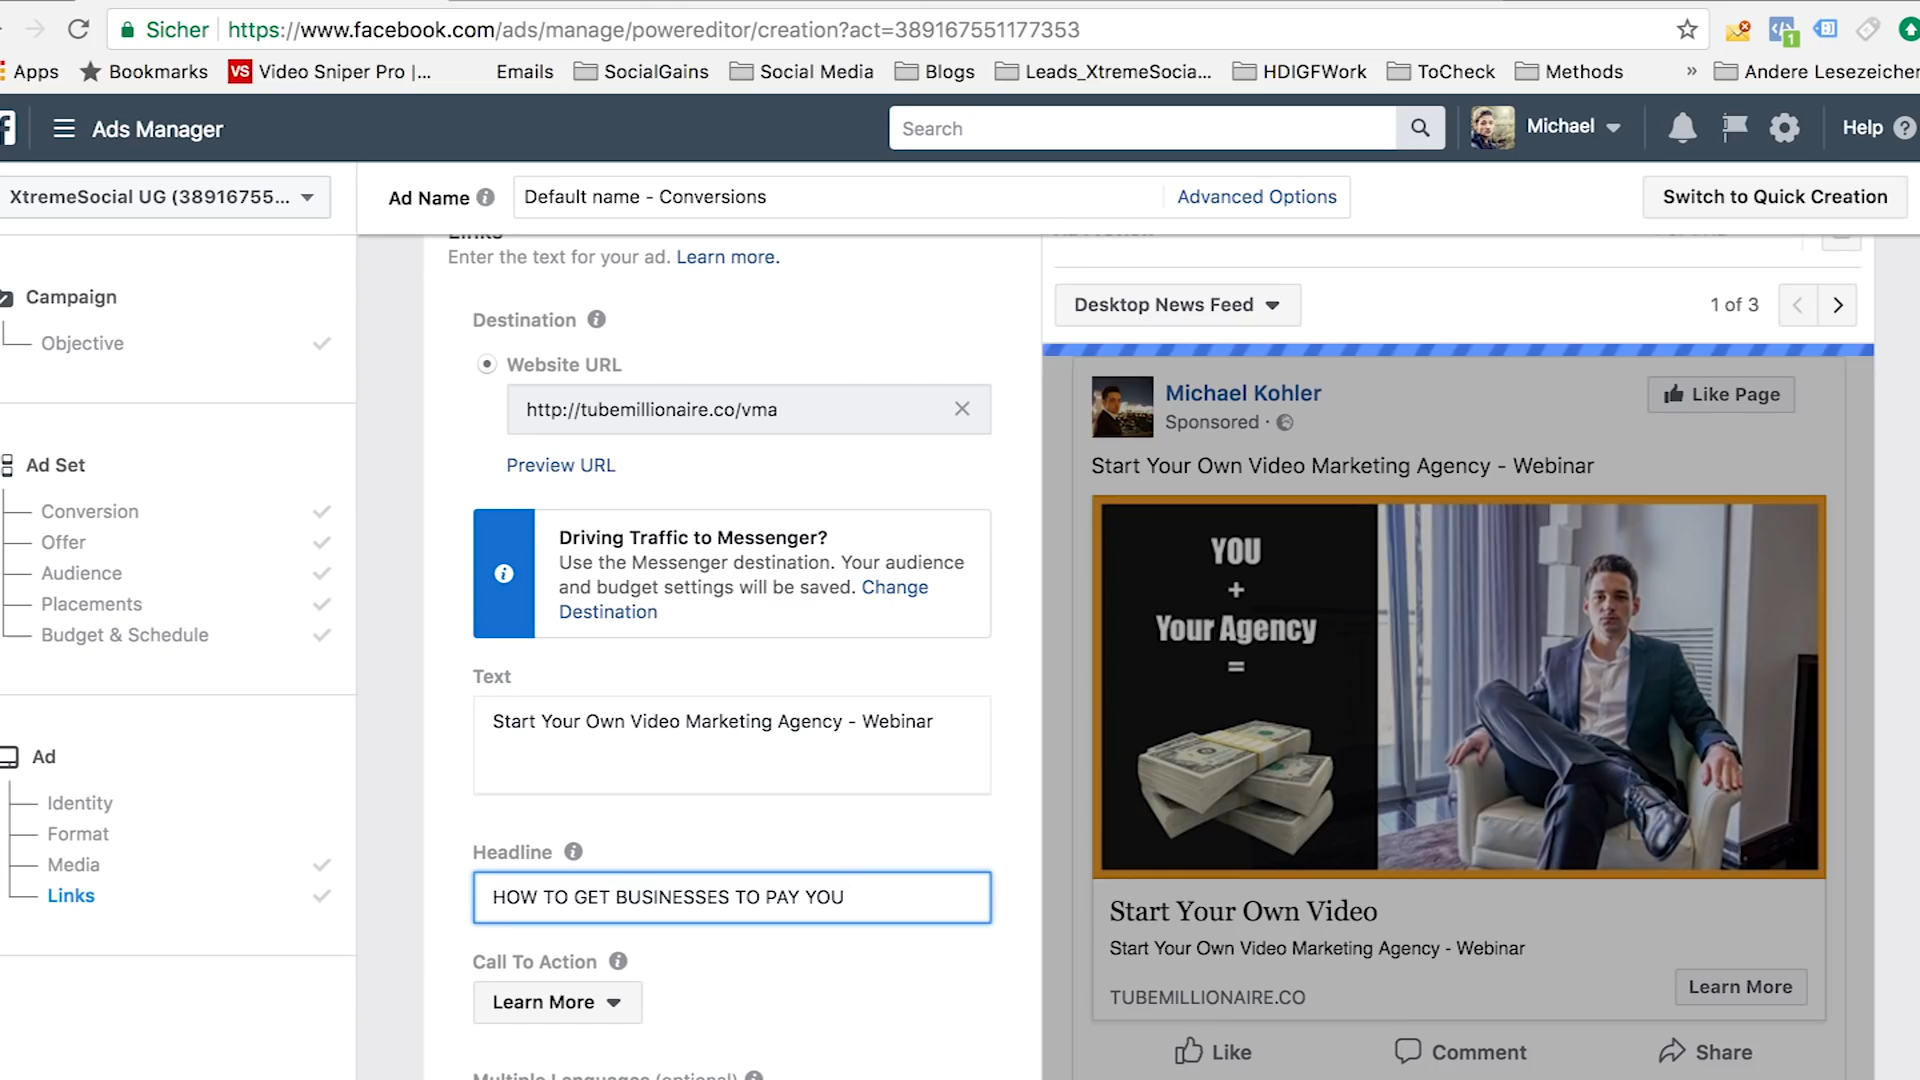 Sicher https://www.facebook.com/ads/manage/powereditor/creation?act=389167551177353
Apps Bookmarks VS Video Sniper Pro |... Emails SocialGains Social Media Blogs Leads_XtremeSocia... HDIGFWork ToCheck Methods » Andere Lesezeichen
Ads Manager Search Michael Help
XtremeSocial UG (38916755... Ad Name Default name - Conversions Advanced Options Switch to Quick Creation
Campaign
Objective
Ad Set
Conversion
Offer
Audience
Placements
Budget & Schedule
Ad
Identity
Format
Media
Links
Links
Enter the text for your ad. Learn more.
Destination
Website URL
http://tubemillionaire.co/vma
Preview URL
Driving Traffic to Messenger?
Use the Messenger destination. Your audience
and budget settings will be saved. Change
Destination
Text
Start Your Own Video Marketing Agency - Webinar
Headline
HOW TO GET BUSINESSES TO PAY YOU
Call To Action
Learn More
Multiple Languages (optional)
Desktop News Feed 1 of 3
Michael Kohler Like Page
Sponsored ·
Start Your Own Video Marketing Agency - Webinar
YOU
+
Your Agency
=
Start Your Own Video
Start Your Own Video Marketing Agency - Webinar
Learn More
TUBEMILLIONAIRE.CO
Like Comment Share